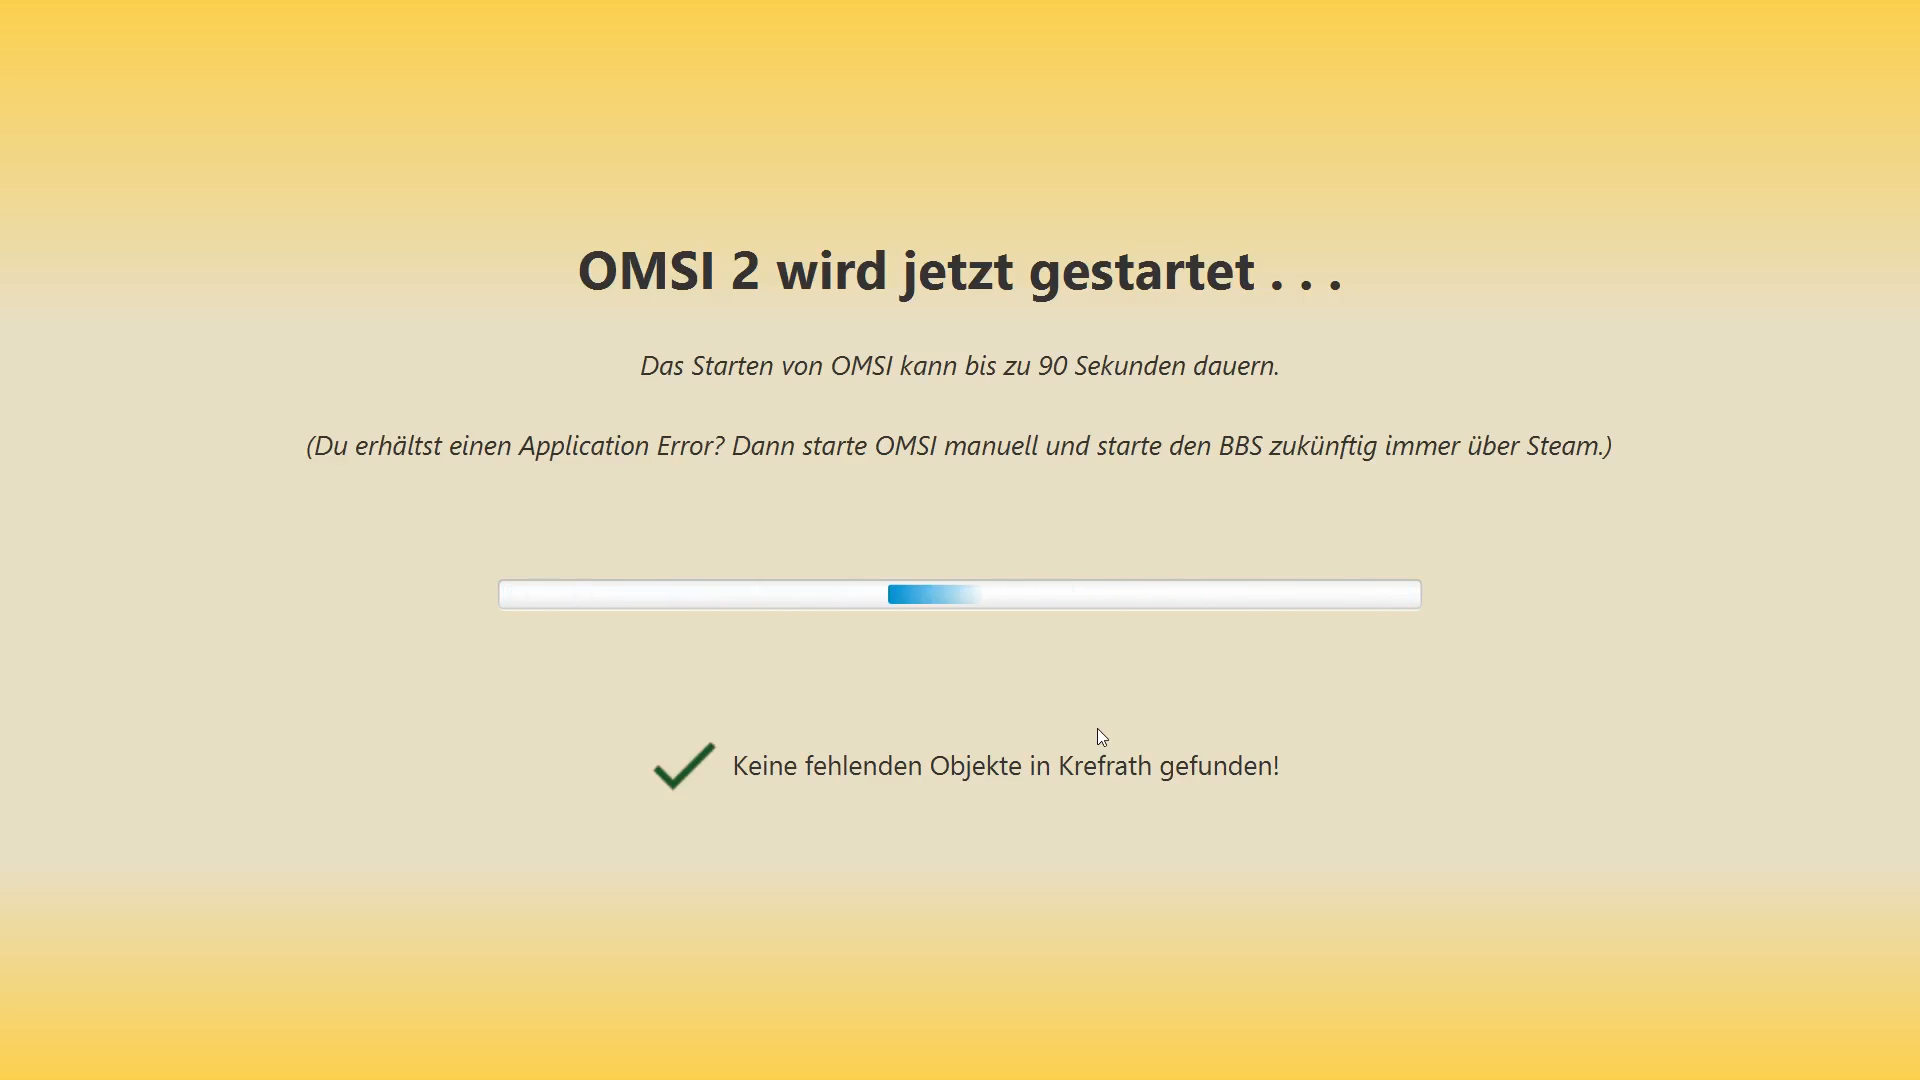 OMSI 2 wird jetzt gestartet . . .
Das Starten von OMSI kann bis zu 90 Sekunden dauern.
(Du erhältst einen Application Error? Dann starte OMSI manuell und starte den BBS zukünftig immer über Steam.)
Keine fehlenden Objekte in Krefrath gefunden!